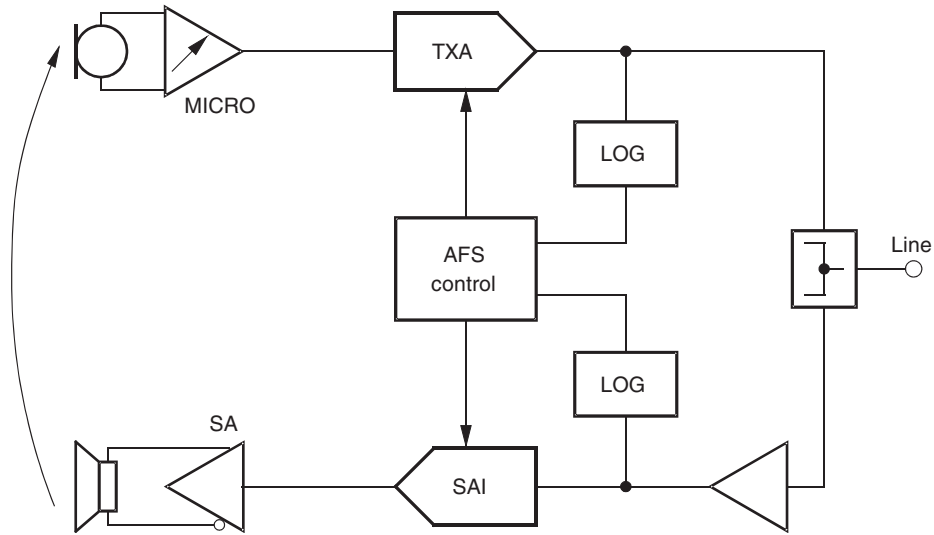 TXA
MICRO
LOG
AFS
control
Line
LOG
SA
SAI